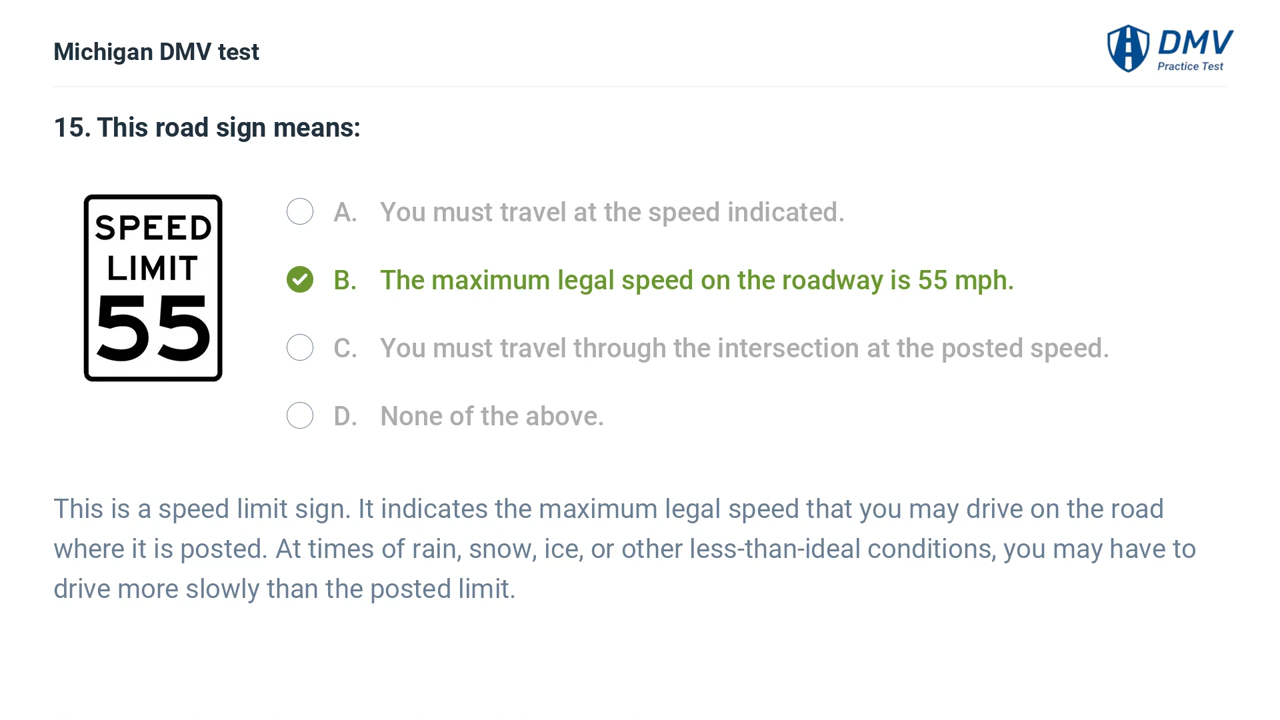 Michigan DMV test
DMV
Practice Test
15. This road sign means:
SPEED
LIMIT
55
A. You must travel at the speed indicated.
B. The maximum legal speed on the roadway is 55 mph.
C. You must travel through the intersection at the posted speed.
D. None of the above.
This is a speed limit sign. It indicates the maximum legal speed that you may drive on the road
where it is posted. At times of rain, snow, ice, or other less-than-ideal conditions, you may have to
drive more slowly than the posted limit.